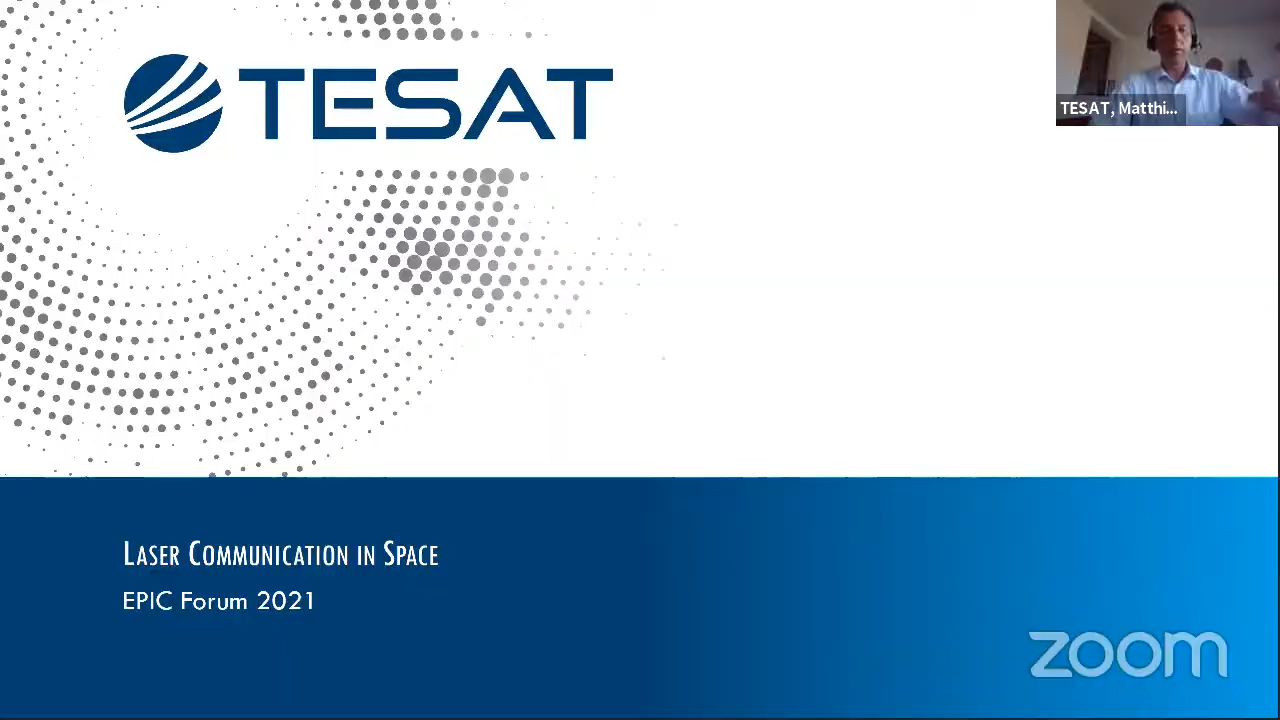 TESAT
TESAT, Matthi...
LASER COMMUNICATION IN SPACE
EPIC Forum 2021
zoom